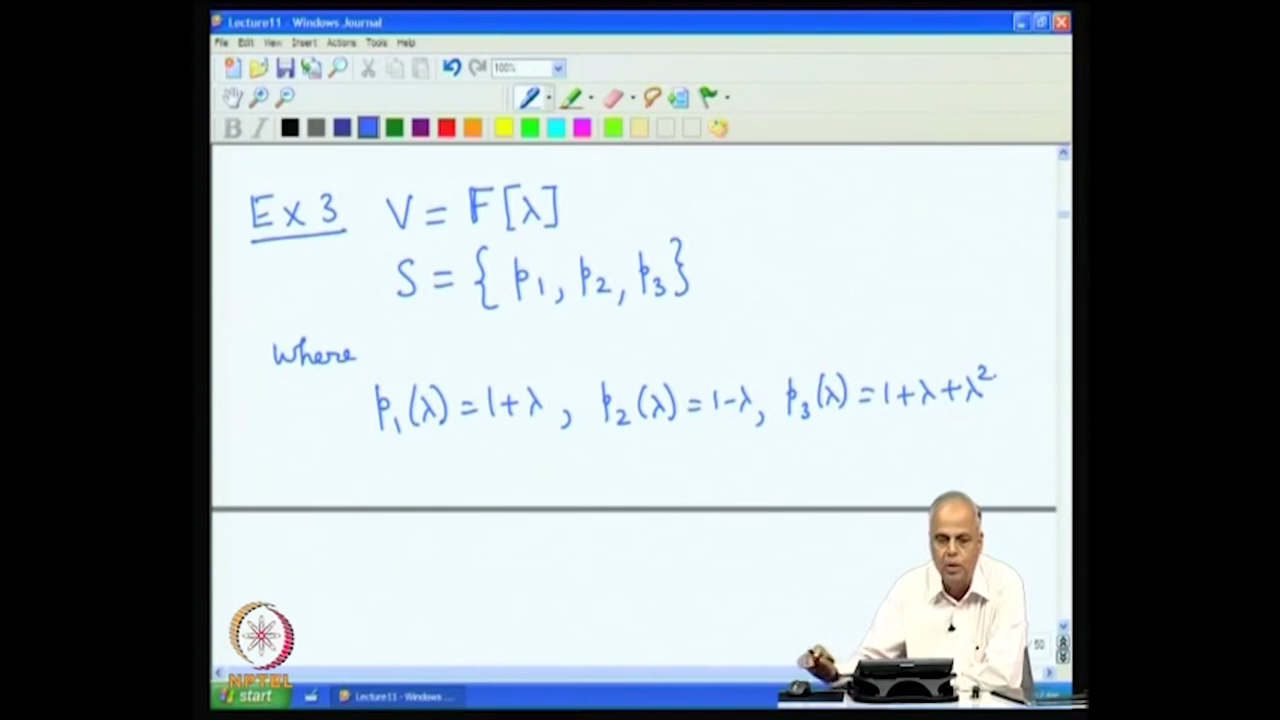 Lecture11 - Windows Journal
File Edit View Insert Actions Tools Help
100%
B I
Ex 3 V = F[λ]
S = { p₁, p₂, p₃ }
Where
p₁(λ) = 1+λ , p₂(λ) = 1-λ, p₃(λ) = 1+λ+λ²
50
NPTEL
start Lecture11 - Windows ...